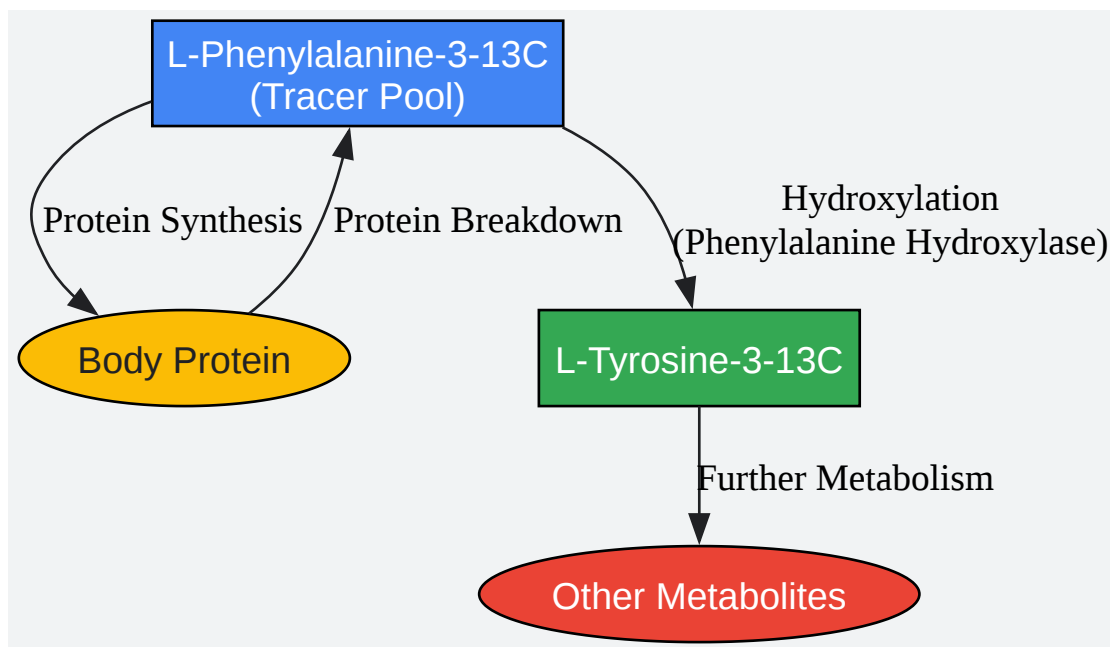 L-Phenylalanine-3-13C
(Tracer Pool)
Protein Synthesis
Protein Breakdown
Hydroxylation
(Phenylalanine Hydroxylase)
Body Protein
L-Tyrosine-3-13C
Further Metabolism
Other Metabolites